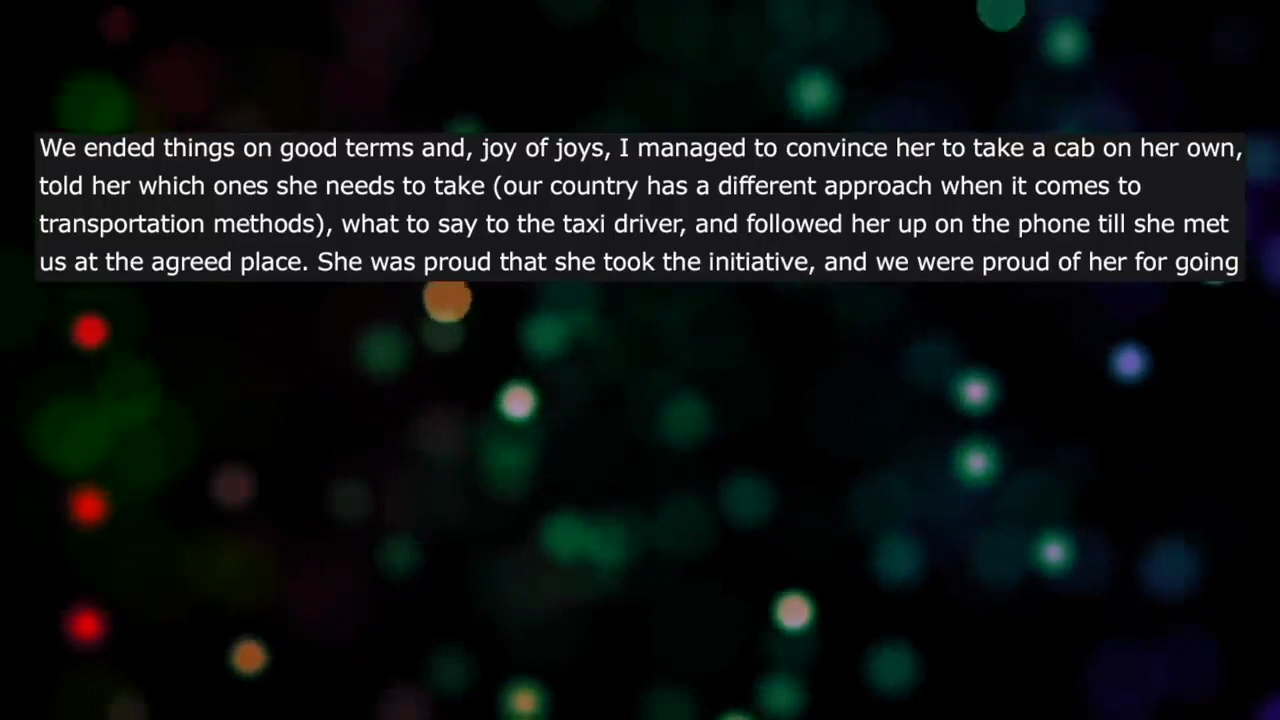 We ended things on good terms and, joy of joys, I managed to convince her to take a cab on her own,
told her which ones she needs to take (our country has a different approach when it comes to
transportation methods), what to say to the taxi driver, and followed her up on the phone till she met
us at the agreed place. She was proud that she took the initiative, and we were proud of her for going